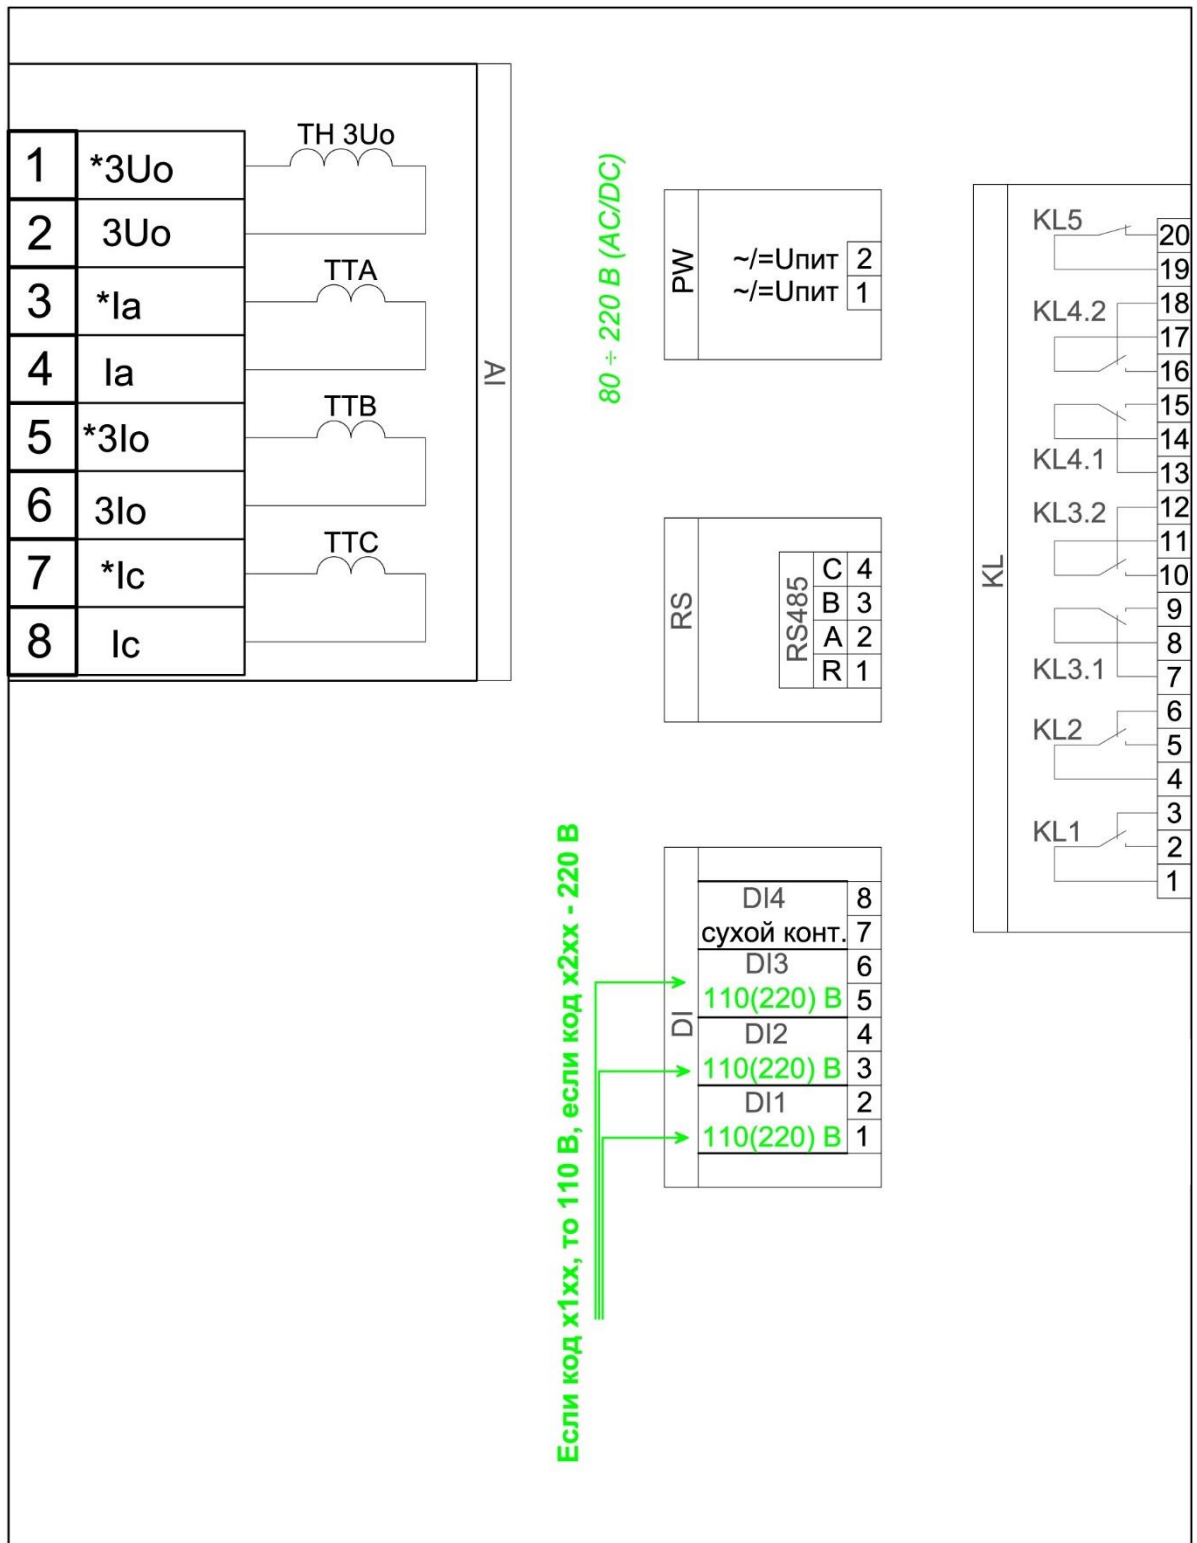 1 *3Uo
2 3Uo
3 *Ia
4 Ia
5 *3Io
6 3Io
7 *Ic
8 Ic
ТН 3Uo
ТТА
ТТВ
ТТС
AI
80 ÷ 220 В (AC/DC)
PW
~/=Uпит 2
~/=Uпит 1
RS
RS485
C 4
B 3
A 2
R 1
Если код х1хх, то 110 В, если код х2хх - 220 В
DI
DI4 8
сухой конт. 7
DI3 6
110(220) В 5
DI2 4
110(220) В 3
DI1 2
110(220) В 1
KL
KL5
KL4.2
KL4.1
KL3.2
KL3.1
KL2
KL1
20
19
18
17
16
15
14
13
12
11
10
9
8
7
6
5
4
3
2
1